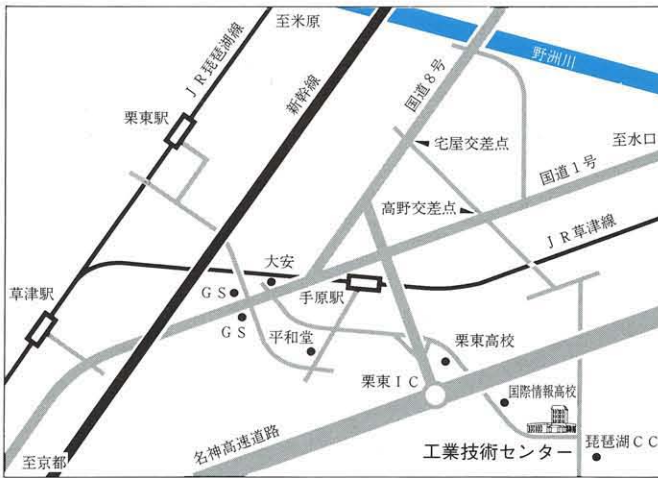 至米原
JR琵琶湖線
新幹線
国道8号
野洲川
栗東駅
宅屋交差点
至水口
国道1号
高野交差点
JR草津線
大安
GS
手原駅
草津駅
GS
平和堂
栗東高校
栗東IC
国際情報高校
名神高速道路
工業技術センター
琵琶湖CC
至京都